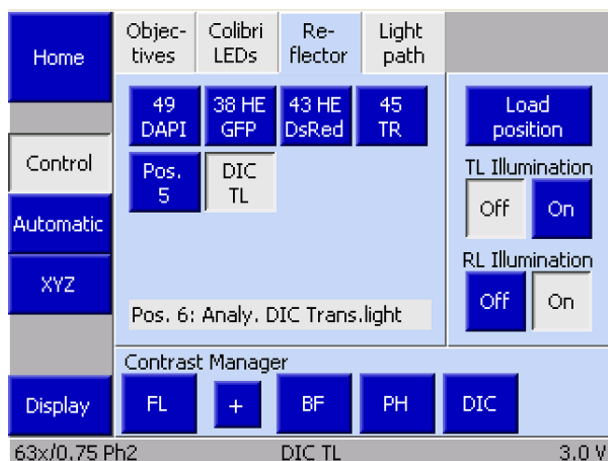 Home
Objec-
tives
Colibri
LEDs
Re-
flector
Light
path
49
DAPI
38 HE
GFP
43 HE
DsRed
45
TR
Load
position
Control
Pos.
5
DIC
TL
TL Illumination
Off
On
Automatic
XYZ
RL Illumination
Off
On
Pos. 6: Analy. DIC Trans.light
Contrast Manager
Display
FL
+
BF
PH
DIC
63x/0.75 Ph2
DIC TL
3.0 V